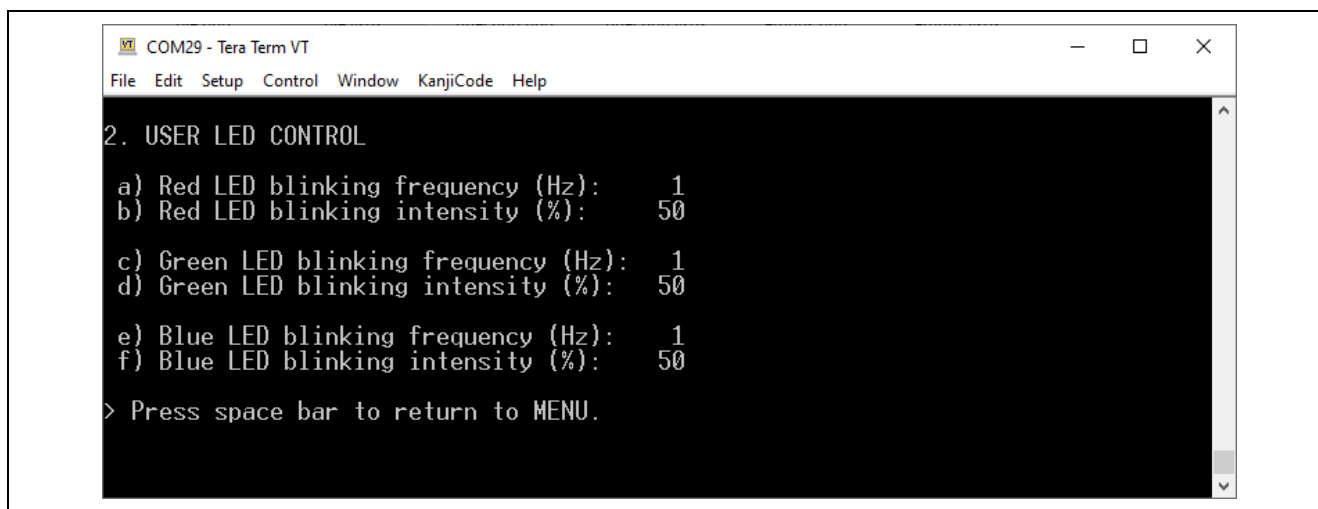 COM29 - Tera Term VT
File Edit Setup Control Window KanjiCode Help
2. USER LED CONTROL
a) Red LED blinking frequency (Hz): 1
b) Red LED blinking intensity (%): 50
c) Green LED blinking frequency (Hz): 1
d) Green LED blinking intensity (%): 50
e) Blue LED blinking frequency (Hz): 1
f) Blue LED blinking intensity (%): 50
> Press space bar to return to MENU.